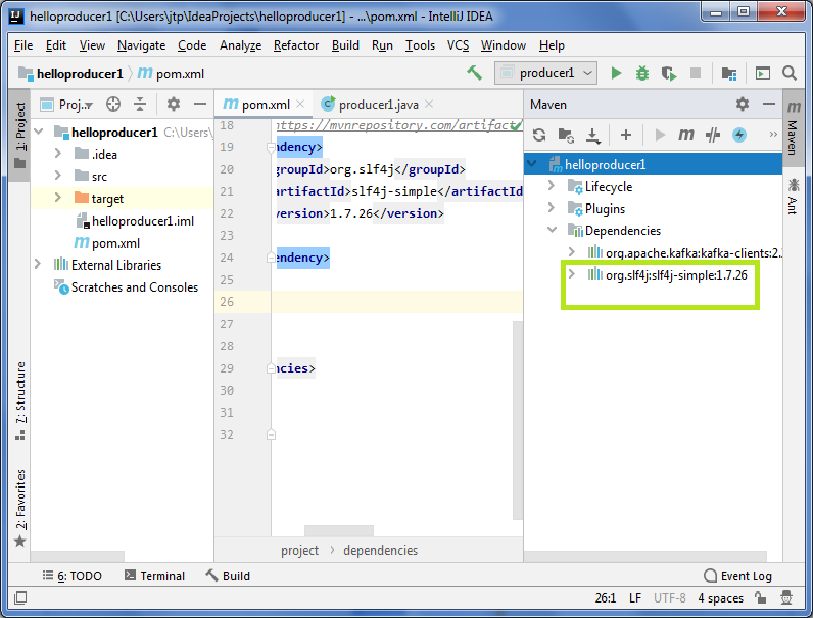 helloproducer1 [C:\Users\jtp\IdeaProjects\helloproducer1] - ...\pom.xml - IntelliJ IDEA
File Edit View Navigate Code Analyze Refactor Build Run Tools VCS Window Help
helloproducer1 pom.xml producer1
1: Project
Proj..
helloproducer1 C:\Users\
.idea
src
target
helloproducer1.iml
pom.xml
External Libraries
Scratches and Consoles
7: Structure
2: Favorites
pom.xml producer1.java
18 https://mvnrepository.com/artifact/
19 ndency>
20 groupId>org.slf4j</groupId>
21 artifactId>slf4j-simple</artifactId
22 version>1.7.26</version>
23
24 endency>
25
26
27
28
29 ncies>
30
31
32
project dependencies
Maven
helloproducer1
Lifecycle
Plugins
Dependencies
org.apache.kafka:kafka-clients:2.
org.slf4j:slf4j-simple:1.7.26
Maven
Ant
6: TODO Terminal Build Event Log
26:1 LF UTF-8 4 spaces